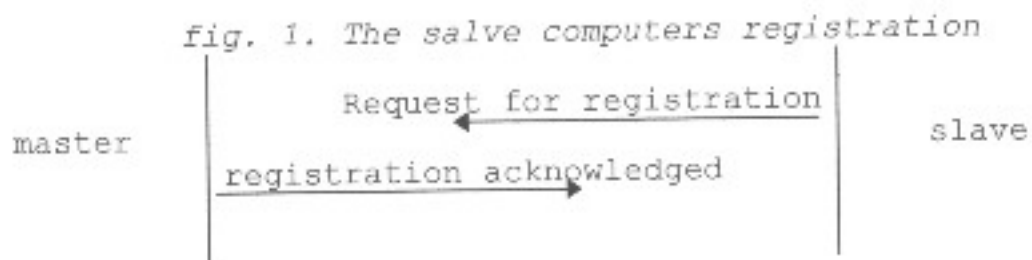 fig. 1. The salve computers registration
Request for registration
master
slave
registration acknowledged